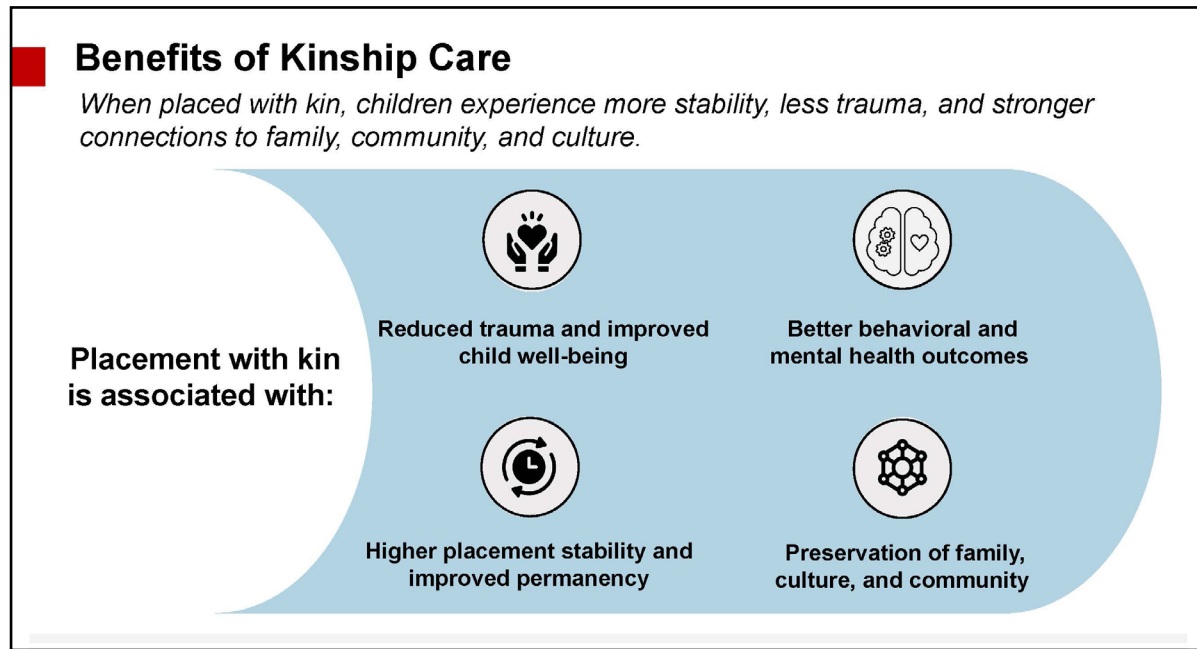 Benefits of Kinship Care
When placed with kin, children experience more stability, less trauma, and stronger
connections to family, community, and culture.
Placement with kin
is associated with:
Reduced trauma and improved
child well-being
Better behavioral and
mental health outcomes
Higher placement stability and
improved permanency
Preservation of family,
culture, and community